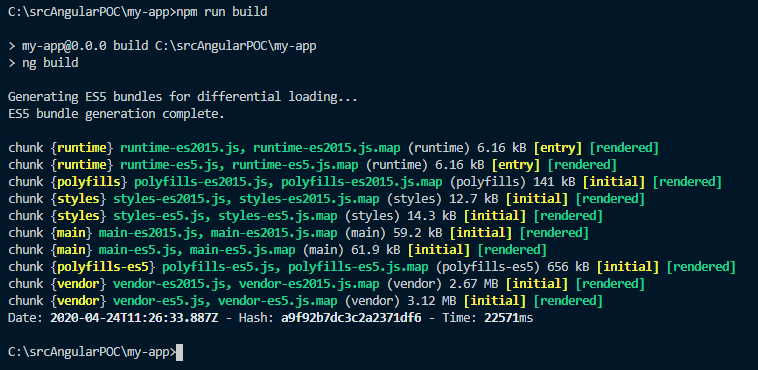 C:\srcAngularPOC\my-app>npm run build
> my-app@0.0.0 build C:\srcAngularPOC\my-app
> ng build
Generating ES5 bundles for differential loading...
ES5 bundle generation complete.
chunk {runtime} runtime-es2015.js, runtime-es2015.js.map (runtime) 6.16 kB [entry] [rendered]
chunk {runtime} runtime-es5.js, runtime-es5.js.map (runtime) 6.16 kB [entry] [rendered]
chunk {polyfills} polyfills-es2015.js, polyfills-es2015.js.map (polyfills) 141 kB [initial] [rendered]
chunk {styles} styles-es2015.js, styles-es2015.js.map (styles) 12.7 kB [initial] [rendered]
chunk {styles} styles-es5.js, styles-es5.js.map (styles) 14.3 kB [initial] [rendered]
chunk {main} main-es2015.js, main-es2015.js.map (main) 59.2 kB [initial] [rendered]
chunk {main} main-es5.js, main-es5.js.map (main) 61.9 kB [initial] [rendered]
chunk {polyfills-es5} polyfills-es5.js, polyfills-es5.js.map (polyfills-es5) 656 kB [initial] [rendered]
chunk {vendor} vendor-es2015.js, vendor-es2015.js.map (vendor) 2.67 MB [initial] [rendered]
chunk {vendor} vendor-es5.js, vendor-es5.js.map (vendor) 3.12 MB [initial] [rendered]
Date: 2020-04-24T11:26:33.887Z - Hash: a9f92b7dc3c2a2371df6 - Time: 22571ms
C:\srcAngularPOC\my-app>